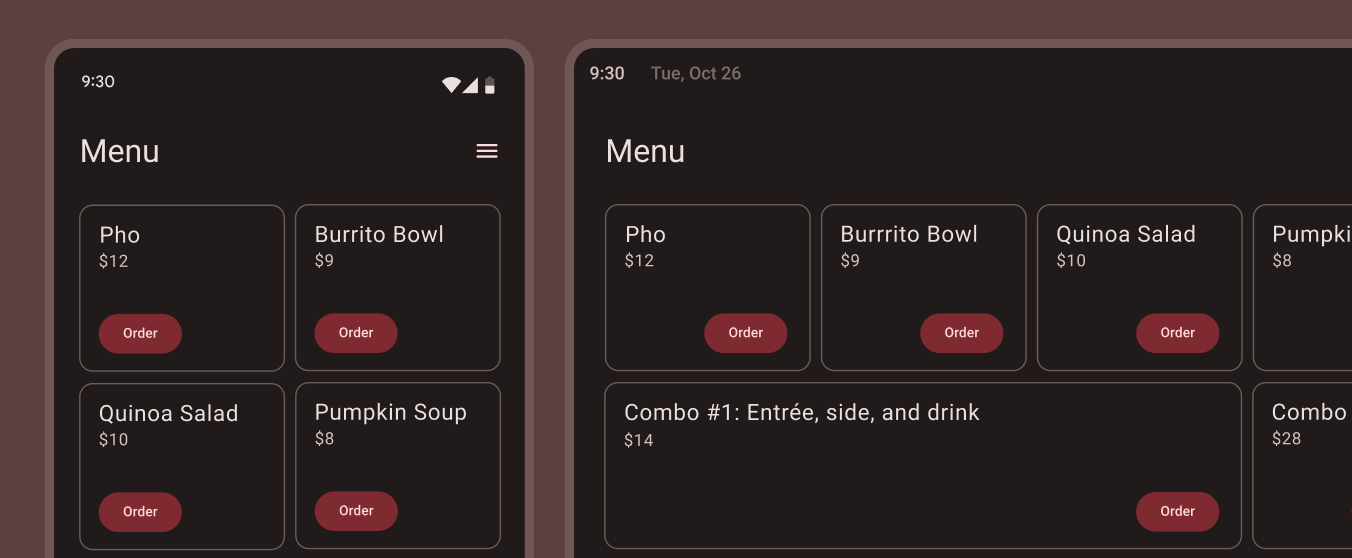 9:30
Menu
Pho
$12
Order
Burrito Bowl
$9
Order
Quinoa Salad
$10
Order
Pumpkin Soup
$8
Order
9:30 Tue, Oct 26
Menu
Pho
$12
Order
Burrrito Bowl
$9
Order
Quinoa Salad
$10
Order
Pumpki
$8
Combo #1: Entrée, side, and drink
$14
Order
Combo
$28